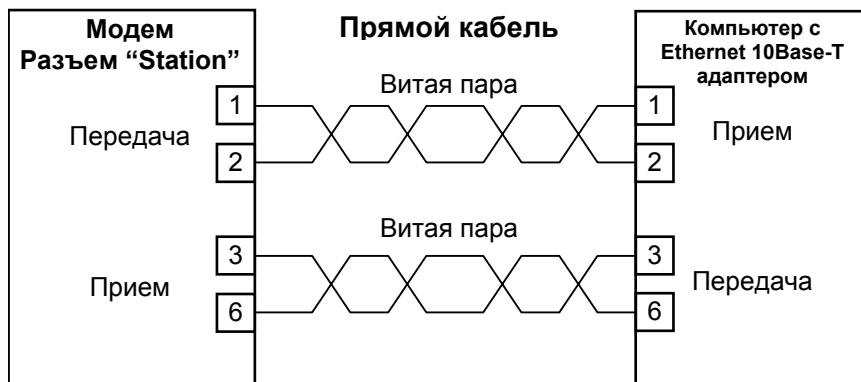 Модем
Разъем “Station”
Прямой кабель
Компьютер с
Ethernet 10Base-T
адаптером
Витая пара
1
1
Передача
Прием
2
2
Витая пара
3
3
Прием
Передача
6
6